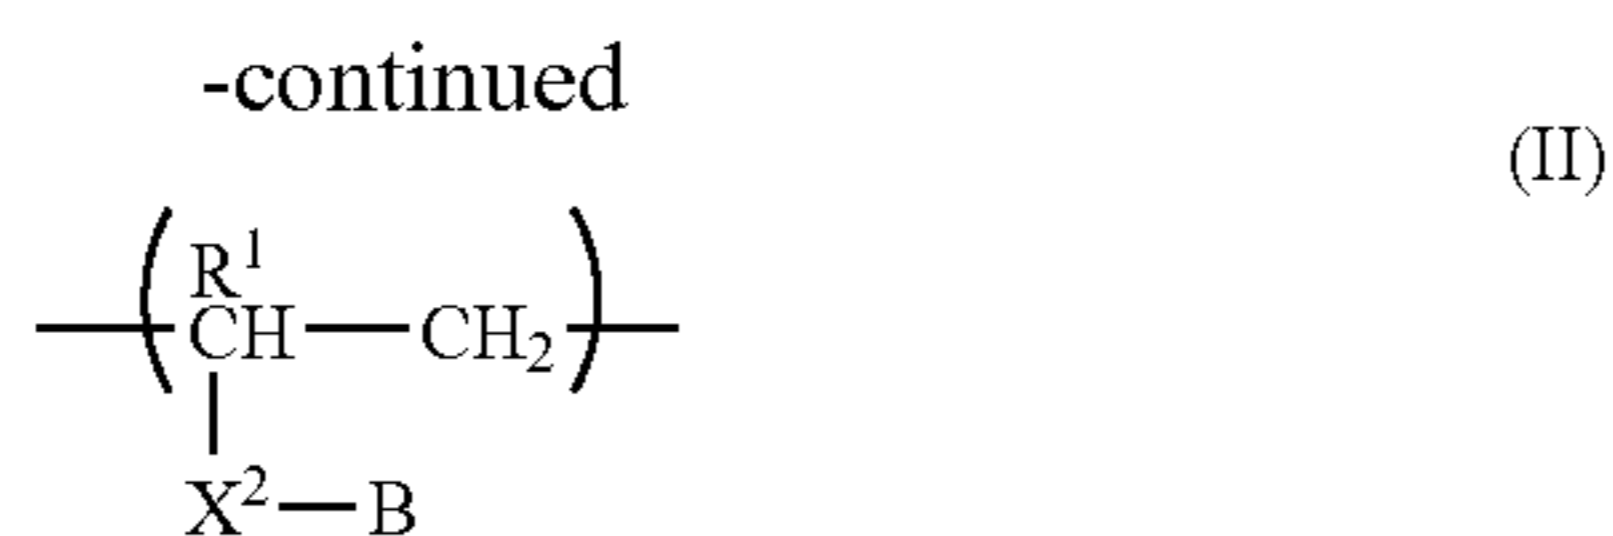 -continued
(II)
R¹
CH — CH₂
X² — B